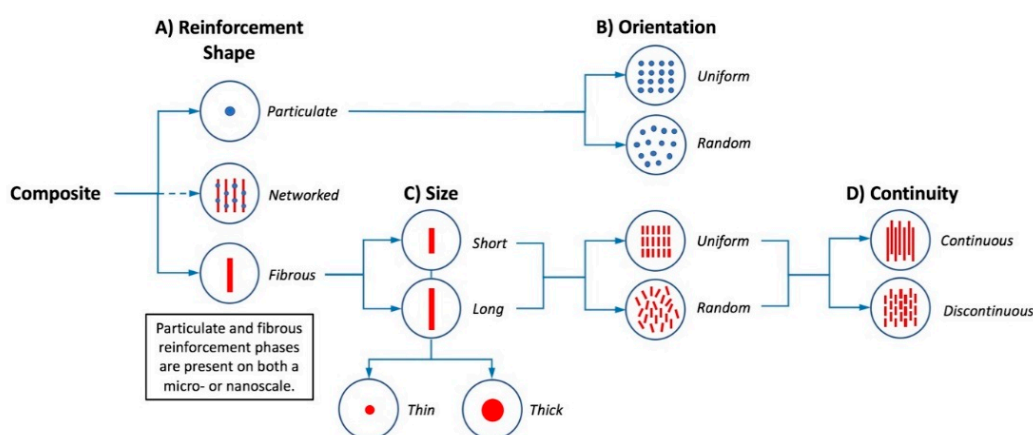 A) Reinforcement
Shape
B) Orientation
Particulate
Uniform
Random
Composite
Networked
C) Size
D) Continuity
Fibrous
Short
Long
Uniform
Random
Continuous
Discontinuous
Particulate and fibrous
reinforcement phases
are present on both a
micro- or nanoscale.
Thin
Thick